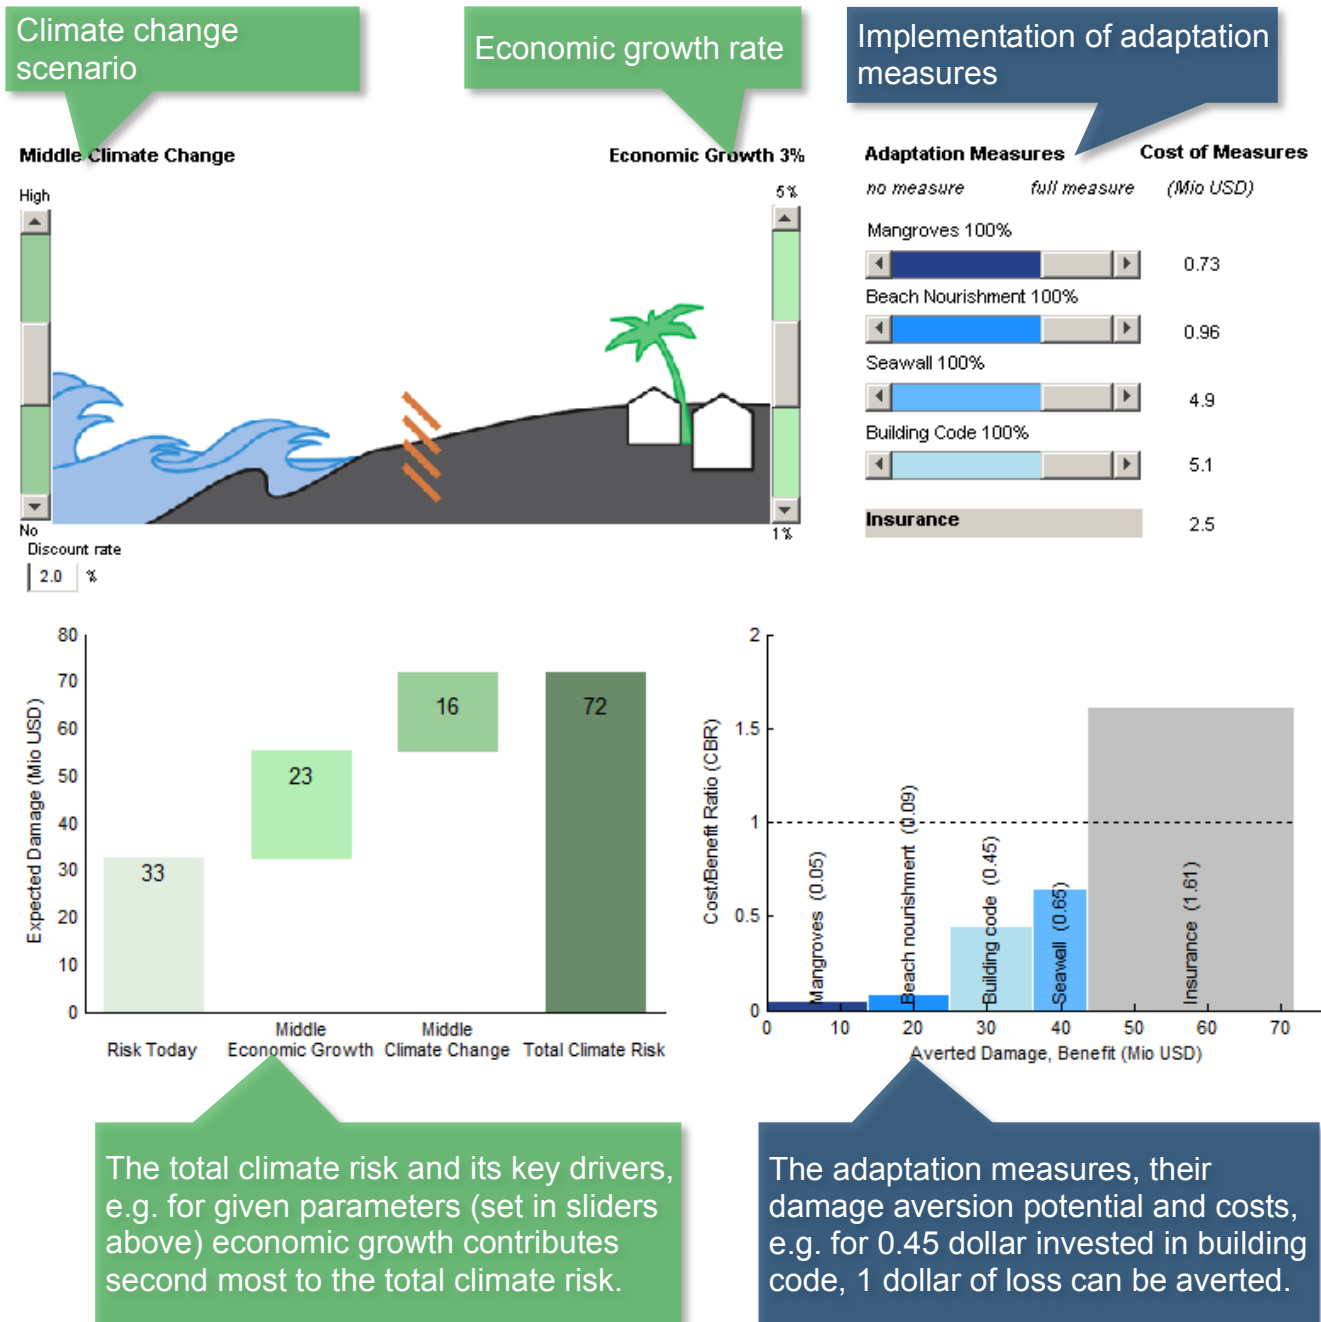 Climate change
scenario
Economic growth rate
Implementation of adaptation
measures
Middle Climate Change
Economic Growth 3%
Adaptation Measures
Cost of Measures
no measure
full measure
(Mio USD)
High
5 %
Mangroves 100%
0.73
Beach Nourishment 100%
0.96
Seawall 100%
4.9
Building Code 100%
5.1
Insurance
2.5
No
1 %
Discount rate
2.0 %
80
70
60
50
40
30
20
10
0
Expected Damage (Mio USD)
33
23
16
72
Risk Today
Middle
Economic Growth
Middle
Climate Change
Total Climate Risk
2
1.5
1
0.5
0
Cost/Benefit Ratio (CBR)
Mangroves (0.05)
Beach nourishment (0.09)
Building code (0.45)
Seawall (0.65)
Insurance (1.61)
0 10 20 30 40 50 60 70
Averted Damage, Benefit (Mio USD)
The total climate risk and its key drivers,
e.g. for given parameters (set in sliders
above) economic growth contributes
second most to the total climate risk.
The adaptation measures, their
damage aversion potential and costs,
e.g. for 0.45 dollar invested in building
code, 1 dollar of loss can be averted.